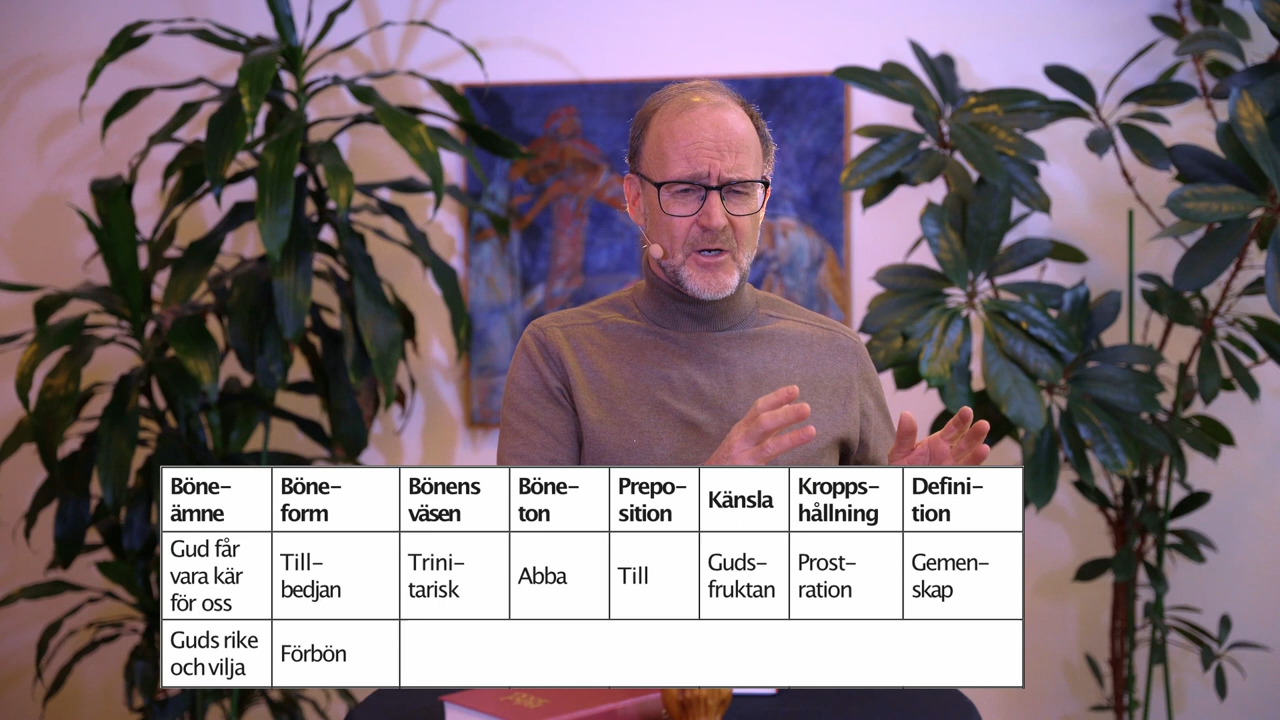 Böne-
ämne
Böne-
form
Bönens
väsen
Böne-
ton
Prepo-
sition
Känsla
Kropps-
hållning
Defini-
tion
Gud får
vara kär
för oss
Till-
bedjan
Trini-
tarisk
Abba
Till
Guds-
fruktan
Prost-
ration
Gemen-
skap
Guds rike
och vilja
Förbön